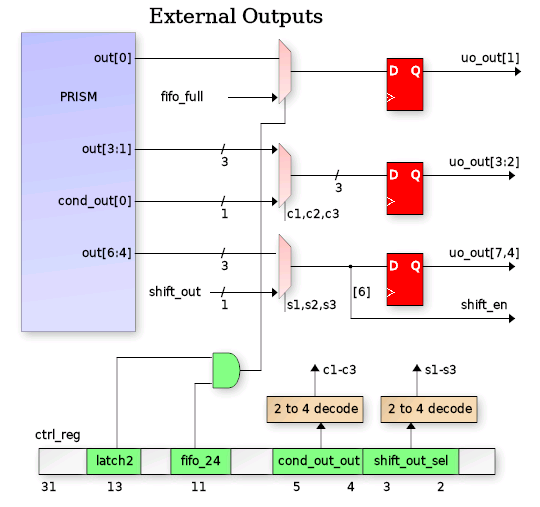 External Outputs
out[0]
uo_out[1]
D Q
PRISM
fifo_full
out[3:1]
3
uo_out[3:2]
D Q
3
cond_out[0]
1
c1,c2,c3
out[6:4]
3
uo_out[7,4]
D Q
shift_out
1
s1,s2,s3
[6]
shift_en
c1-c3
s1-s3
2 to 4 decode
2 to 4 decode
ctrl_reg
latch2
fifo_24
cond_out_out
shift_out_sel
31 13 11 5 4 3 2